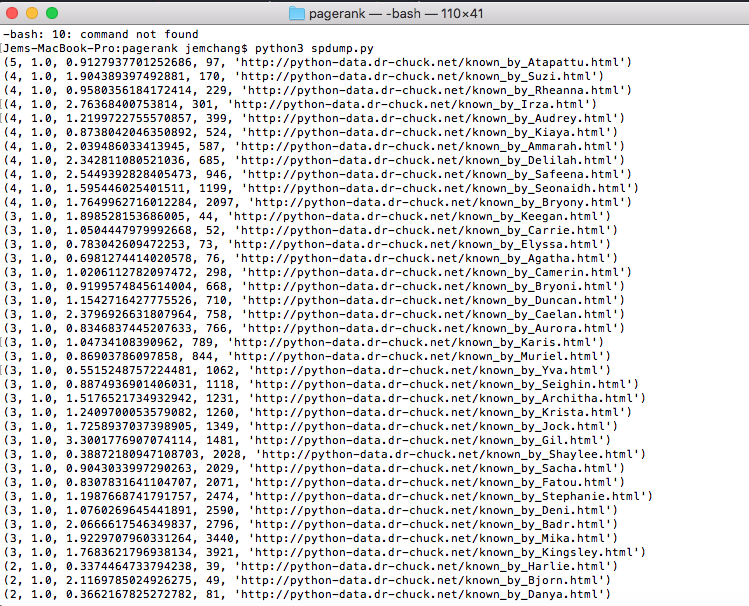 pagerank — -bash — 110×41
-bash: 10: command not found
[Jems-MacBook-Pro:pagerank jemchang$ python3 spdump.py
(5, 1.0, 0.9127937701252686, 97, 'http://python-data.dr-chuck.net/known_by_Atapattu.html')
(4, 1.0, 1.904389397492881, 170, 'http://python-data.dr-chuck.net/known_by_Suzi.html')
(4, 1.0, 0.9580356184172414, 229, 'http://python-data.dr-chuck.net/known_by_Rheanna.html')
[(4, 1.0, 2.76368400753814, 301, 'http://python-data.dr-chuck.net/known_by_Irza.html')
(4, 1.0, 1.2199722755570857, 399, 'http://python-data.dr-chuck.net/known_by_Audrey.html')
(4, 1.0, 0.8738042046350892, 524, 'http://python-data.dr-chuck.net/known_by_Kiaya.html')
(4, 1.0, 2.039486033413945, 587, 'http://python-data.dr-chuck.net/known_by_Ammarah.html')
(4, 1.0, 2.342811080521036, 685, 'http://python-data.dr-chuck.net/known_by_Delilah.html')
(4, 1.0, 2.5449392828405473, 946, 'http://python-data.dr-chuck.net/known_by_Safeena.html')
(4, 1.0, 1.595446025401511, 1199, 'http://python-data.dr-chuck.net/known_by_Seonaidh.html')
(4, 1.0, 1.7649962716012284, 2097, 'http://python-data.dr-chuck.net/known_by_Bryony.html')
(3, 1.0, 1.898528153686005, 44, 'http://python-data.dr-chuck.net/known_by_Keegan.html')
(3, 1.0, 1.0504447979992668, 52, 'http://python-data.dr-chuck.net/known_by_Carrie.html')
(3, 1.0, 0.783042609472253, 73, 'http://python-data.dr-chuck.net/known_by_Elyssa.html')
(3, 1.0, 0.6981274414020578, 76, 'http://python-data.dr-chuck.net/known_by_Agatha.html')
(3, 1.0, 1.0206112782097472, 298, 'http://python-data.dr-chuck.net/known_by_Camerin.html')
(3, 1.0, 0.9199574845614004, 668, 'http://python-data.dr-chuck.net/known_by_Bryoni.html')
(3, 1.0, 1.1542716427775526, 710, 'http://python-data.dr-chuck.net/known_by_Duncan.html')
(3, 1.0, 2.3796926631807964, 758, 'http://python-data.dr-chuck.net/known_by_Caelan.html')
(3, 1.0, 0.8346837445207633, 766, 'http://python-data.dr-chuck.net/known_by_Aurora.html')
[(3, 1.0, 1.04734108390962, 789, 'http://python-data.dr-chuck.net/known_by_Karis.html')
(3, 1.0, 0.86903786097858, 844, 'http://python-data.dr-chuck.net/known_by_Muriel.html')
[(3, 1.0, 0.5515248757224481, 1062, 'http://python-data.dr-chuck.net/known_by_Yva.html')
(3, 1.0, 0.8874936901406031, 1118, 'http://python-data.dr-chuck.net/known_by_Seighin.html')
(3, 1.0, 1.5176521734932942, 1231, 'http://python-data.dr-chuck.net/known_by_Architha.html')
(3, 1.0, 1.2409700053579082, 1260, 'http://python-data.dr-chuck.net/known_by_Krista.html')
(3, 1.0, 1.7258937037398905, 1349, 'http://python-data.dr-chuck.net/known_by_Jock.html')
(3, 1.0, 3.3001776907074114, 1481, 'http://python-data.dr-chuck.net/known_by_Gil.html')
(3, 1.0, 0.38872180947108703, 2028, 'http://python-data.dr-chuck.net/known_by_Shaylee.html')
(3, 1.0, 0.9043033997290263, 2029, 'http://python-data.dr-chuck.net/known_by_Sacha.html')
(3, 1.0, 0.8307831641104707, 2071, 'http://python-data.dr-chuck.net/known_by_Fatou.html')
(3, 1.0, 1.1987668741791757, 2474, 'http://python-data.dr-chuck.net/known_by_Stephanie.html')
(3, 1.0, 1.0760269645441891, 2590, 'http://python-data.dr-chuck.net/known_by_Deni.html')
(3, 1.0, 2.0666617546349837, 2796, 'http://python-data.dr-chuck.net/known_by_Badr.html')
(3, 1.0, 1.9229707960331264, 3440, 'http://python-data.dr-chuck.net/known_by_Mika.html')
(3, 1.0, 1.7683621796938134, 3921, 'http://python-data.dr-chuck.net/known_by_Kingsley.html')
(2, 1.0, 0.3374464733794238, 39, 'http://python-data.dr-chuck.net/known_by_Harlie.html')
(2, 1.0, 2.1169785024926275, 49, 'http://python-data.dr-chuck.net/known_by_Bjorn.html')
(2, 1.0, 0.3662167825272782, 81, 'http://python-data.dr-chuck.net/known_by_Danya.html')